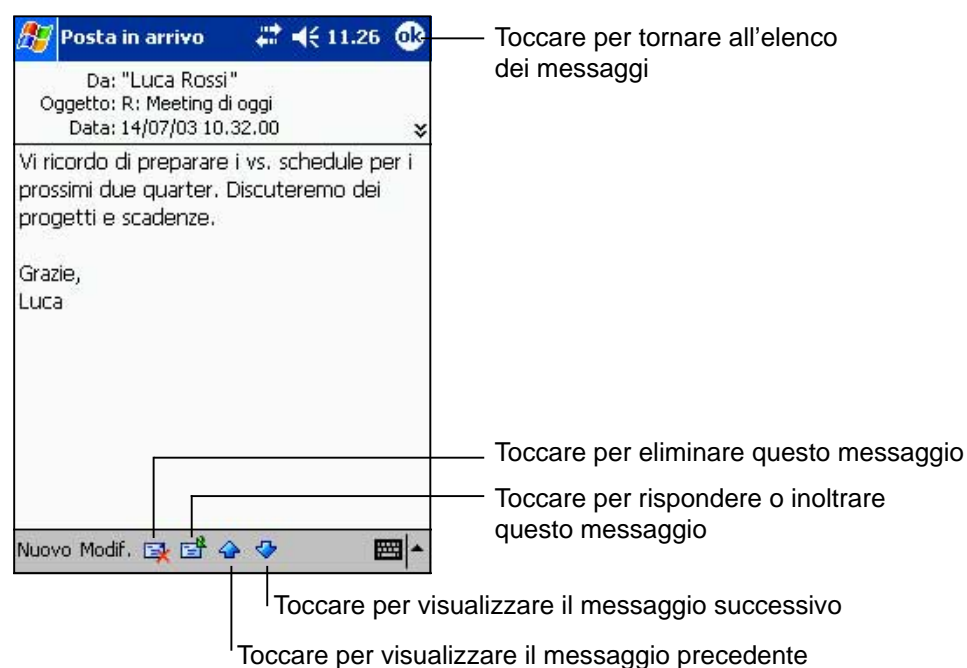 Posta in arrivo 11.26 ok
Toccare per tornare all'elenco
dei messaggi
Da: "Luca Rossi"
Oggetto: R: Meeting di oggi
Data: 14/07/03 10.32.00
Vi ricordo di preparare i vs. schedule per i
prossimi due quarter. Discuteremo dei
progetti e scadenze.
Grazie,
Luca
Toccare per eliminare questo messaggio
Toccare per rispondere o inoltrare
questo messaggio
Nuovo Modif.
Toccare per visualizzare il messaggio successivo
Toccare per visualizzare il messaggio precedente